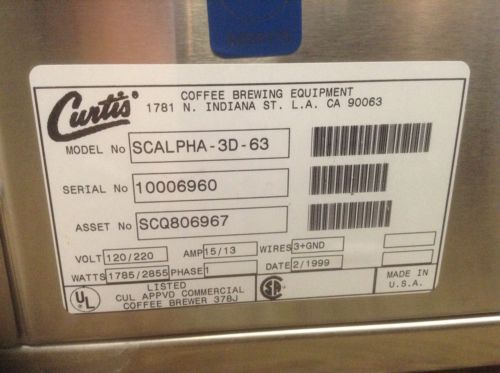 Curtis®
COFFEE BREWING EQUIPMENT
1781 N. INDIANA ST. L.A. CA 90063
MODEL No SCALPHA-3D-63
SERIAL No 10006960
ASSET No SCQ806967
VOLT 120/220 AMP 15/13 WIRES 3+GND
WATTS 1785/2855 PHASE 1 DATE 2/1999
UL LISTED
CUL APPVD COMMERCIAL
COFFEE BREWER 378J
SA
MADE IN
U.S.A.